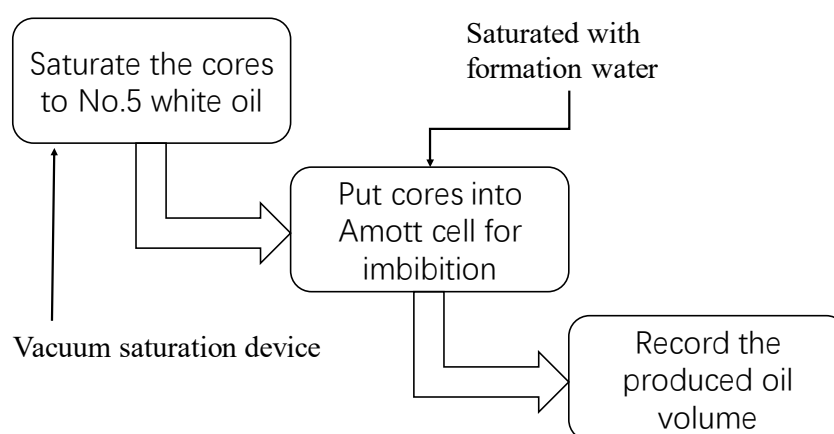 Saturate the cores
to No.5 white oil
Saturated with
formation water
Put cores into
Amott cell for
imbibition
Vacuum saturation device
Record the
produced oil
volume